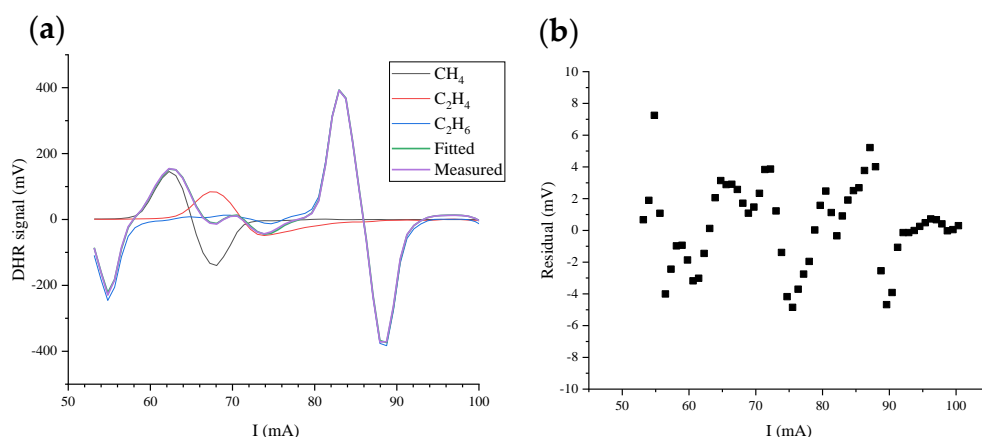 (a)
DHR signal (mV)
400
200
0
-200
-400
50
60
70
80
90
100
I (mA)
CH₄
C₂H₄
C₂H₆
Fitted
Measured
(b)
Residual (mV)
10
8
6
4
2
0
-2
-4
-6
-8
-10
50
60
70
80
90
100
I (mA)